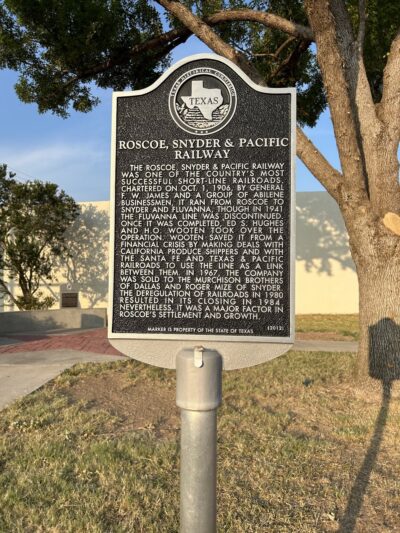 TEXAS HISTORICAL COMMISSION
TEXAS
ROSCOE, SNYDER & PACIFIC
RAILWAY
THE ROSCOE, SNYDER & PACIFIC RAILWAY
WAS ONE OF THE COUNTRY'S MOST
SUCCESSFUL SHORT-LINE RAILROADS.
CHARTERED ON OCT. 1, 1906, BY GENERAL
F. W. JAMES AND A GROUP OF ABILENE
BUSINESSMEN, IT RAN FROM ROSCOE TO
SNYDER AND FLUVANNA, THOUGH IN 1941
THE FLUVANNA LINE WAS DISCONTINUED.
ONCE IT WAS COMPLETED, ED S. HUGHES
AND H.O. WOOTEN TOOK OVER THE
OPERATION. WOOTEN SAVED IT FROM A
FINANCIAL CRISIS BY MAKING DEALS WITH
CALIFORNIA PRODUCE SHIPPERS AND WITH
THE SANTA FE AND TEXAS & PACIFIC
RAILROADS TO USE THE LINE AS A LINK
BETWEEN THEM. IN 1967, THE COMPANY
WAS SOLD TO THE MURCHISON BROTHERS
OF DALLAS AND ROGER MIZE OF SNYDER.
THE DEREGULATION OF RAILROADS IN 1980
RESULTED IN ITS CLOSING IN 1984.
NEVERTHELESS, IT WAS A MAJOR FACTOR IN
ROSCOE'S SETTLEMENT AND GROWTH.
(2012)
MARKER IS PROPERTY OF THE STATE OF TEXAS